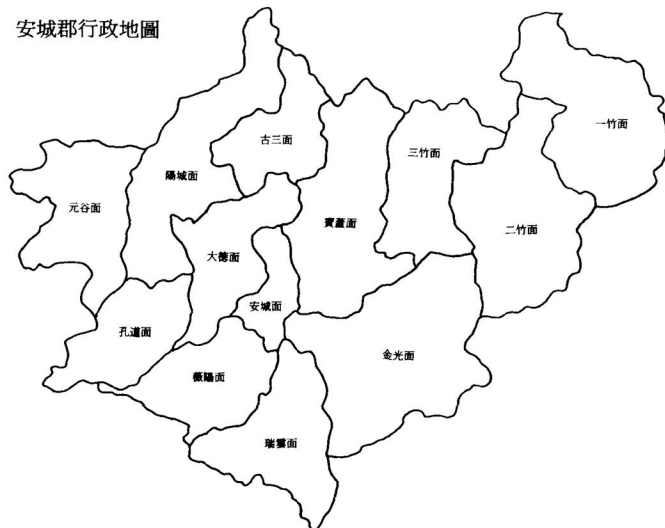 安城郡行政地圖
一竹面
古三面
三竹面
陽城面
元谷面
寶蓋面
二竹面
大德面
安城面
孔道面
金光面
薇陽面
瑞雲面